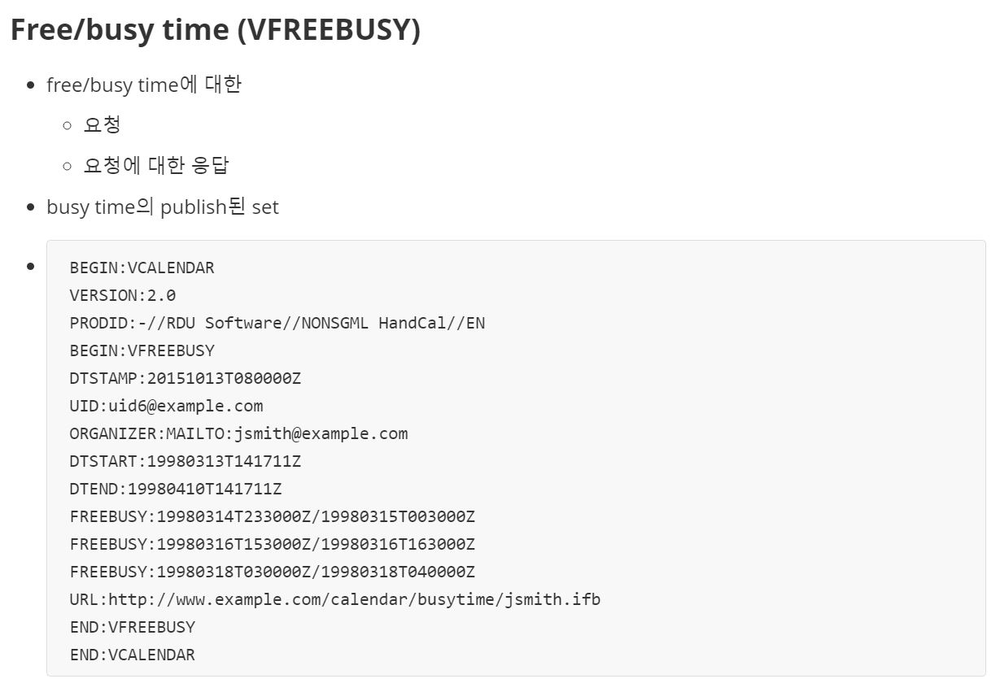 Free/busy time (VFREEBUSY)
free/busy time에 대한
요청
요청에 대한 응답
busy time의 publish된 set
BEGIN:VCALENDAR
VERSION:2.0
PRODID:-//RDU Software//NONSGML HandCal//EN
BEGIN:VFREEBUSY
DTSTAMP:20151013T080000Z
UID:uid6@example.com
ORGANIZER:MAILTO:jsmith@example.com
DTSTART:19980313T141711Z
DTEND:19980410T141711Z
FREEBUSY:19980314T233000Z/19980315T003000Z
FREEBUSY:19980316T153000Z/19980316T163000Z
FREEBUSY:19980318T030000Z/19980318T040000Z
URL:http://www.example.com/calendar/busytime/jsmith.ifb
END:VFREEBUSY
END:VCALENDAR